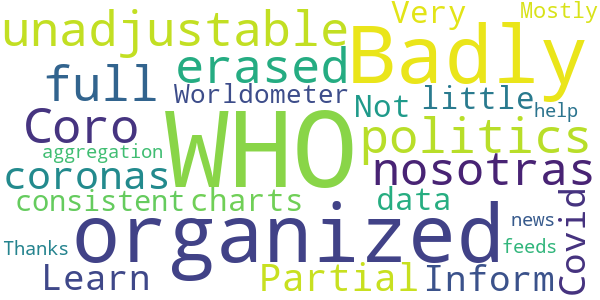 Very Mostly
unadjustable Badly
full erased
Worldometer Not little help
Coro WHO politics
aggregation nosotras
coronas
consistent charts data
organized Covid
news
Thanks feeds
Learn Partial Inform